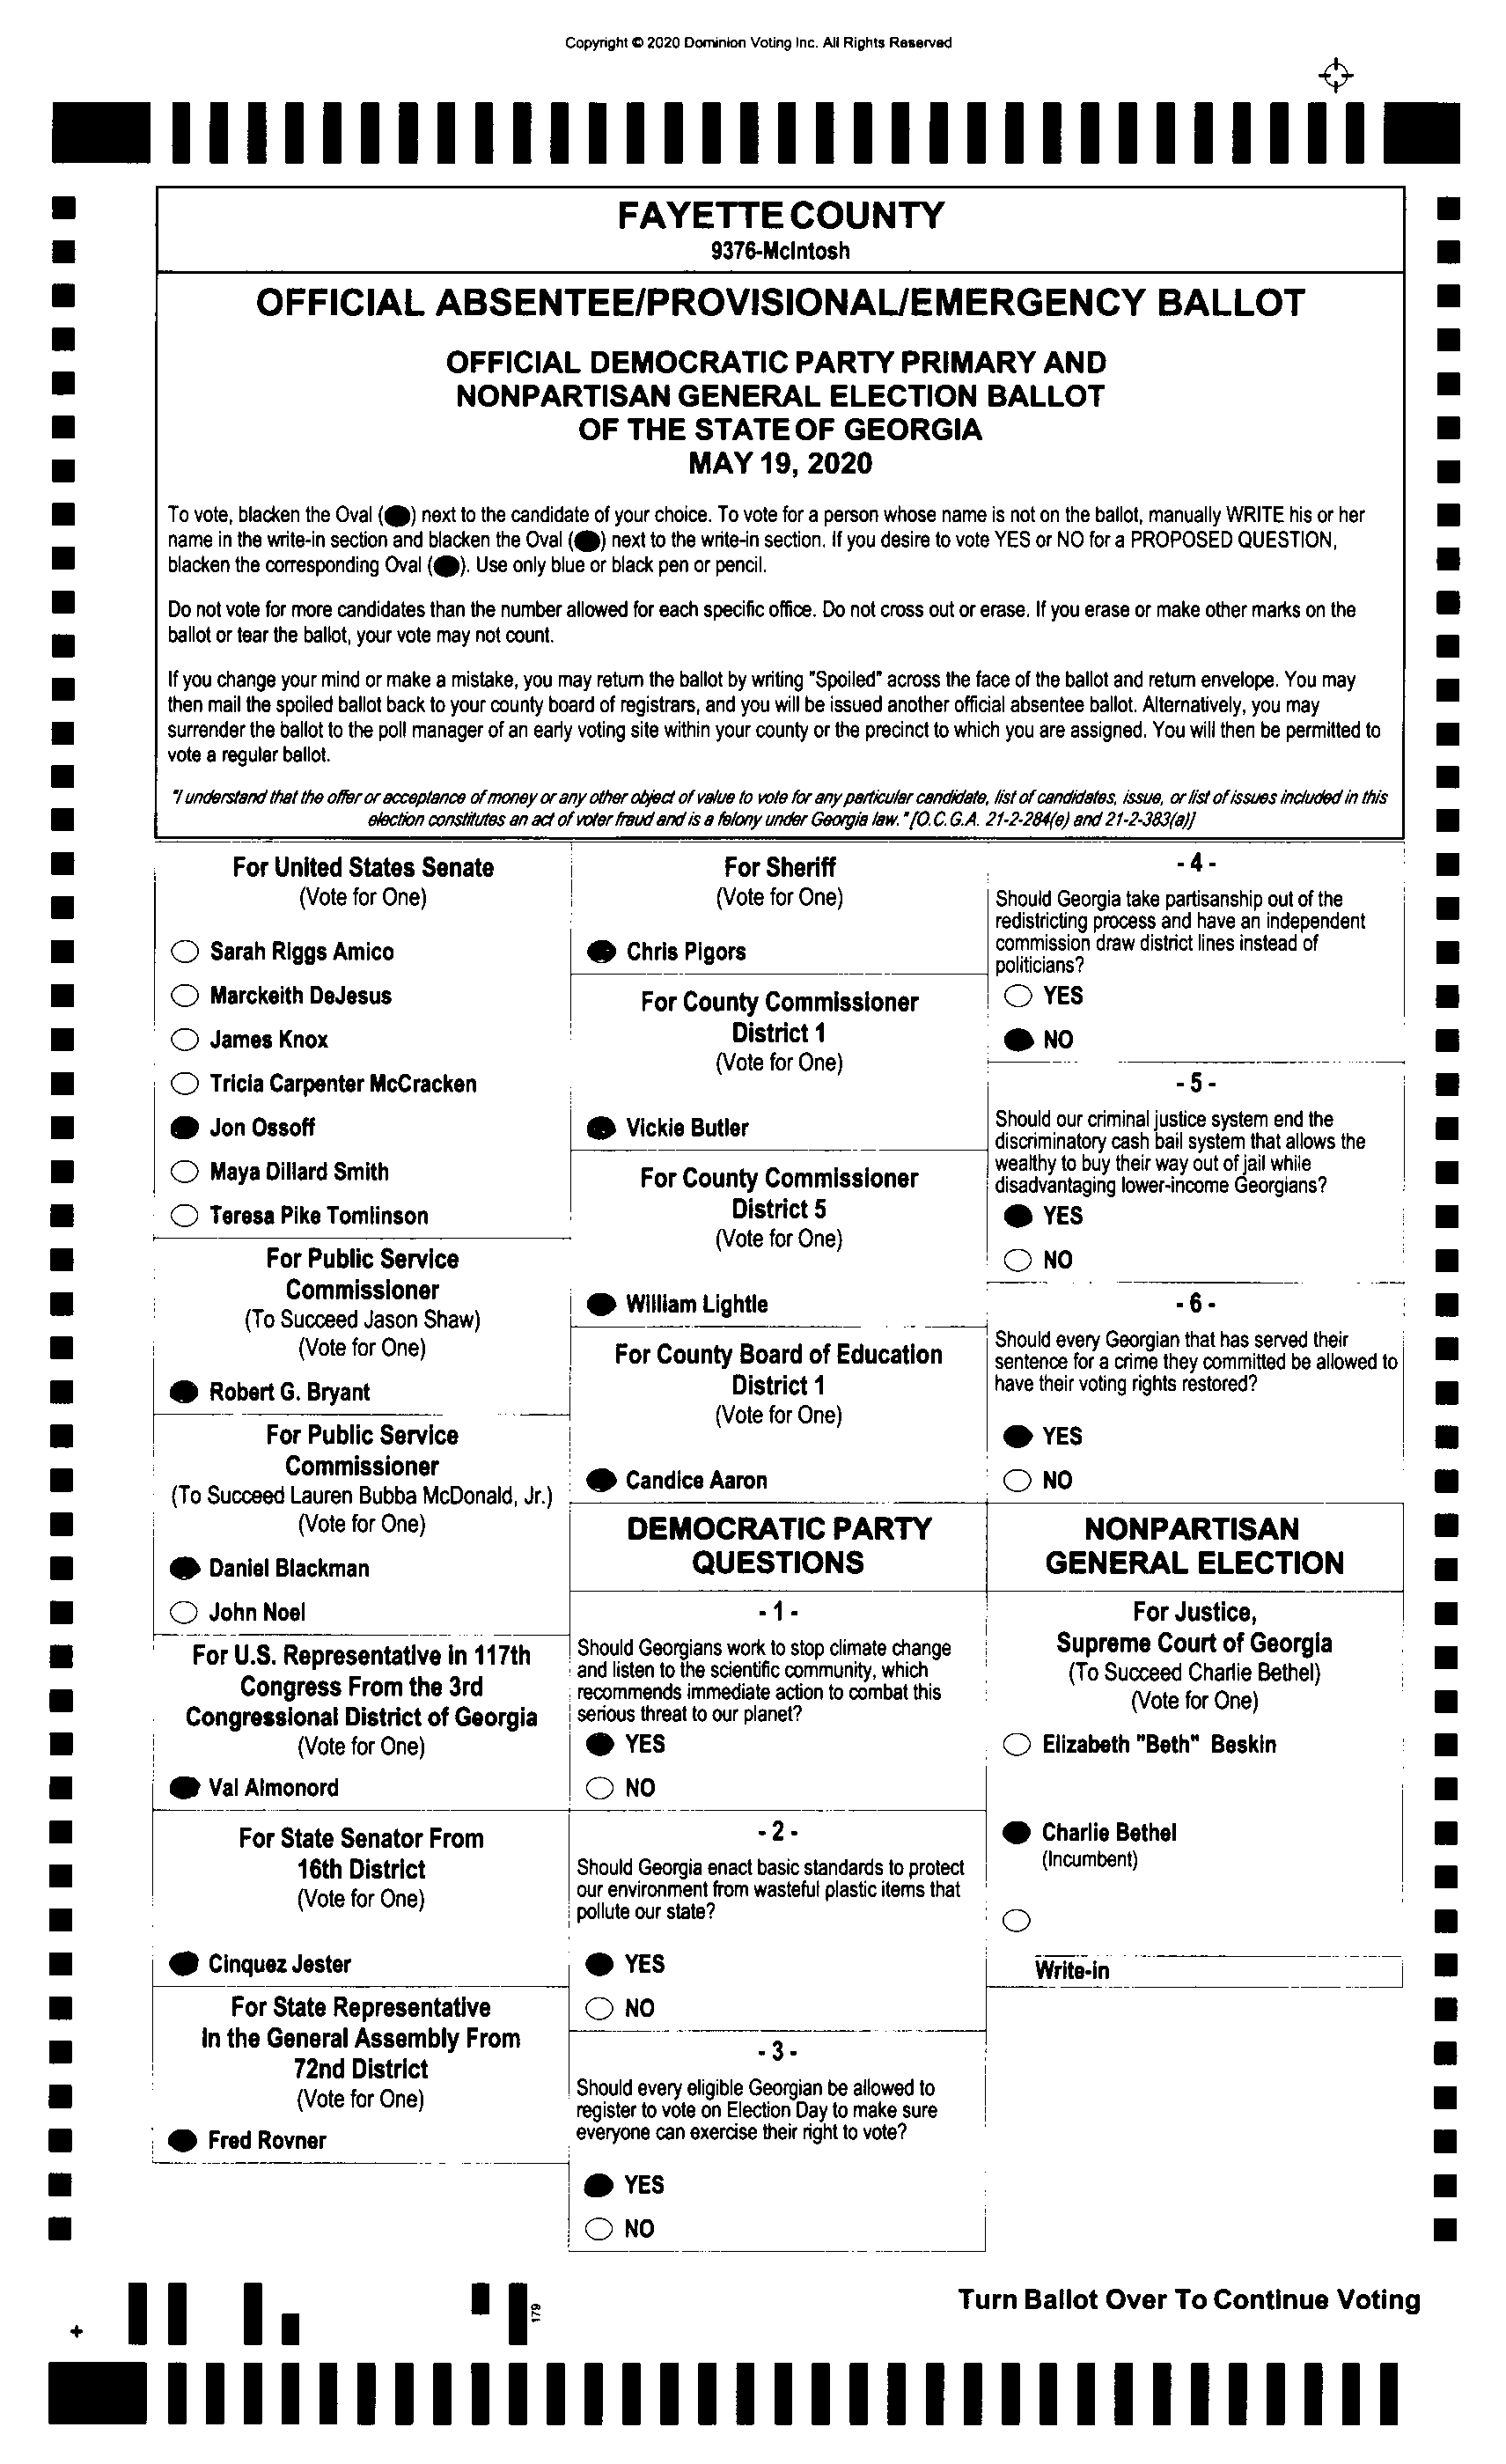 Copyright © 2020 Dominion Voting Inc. All Rights Reserved
FAYETTE COUNTY
9376-McIntosh
OFFICIAL ABSENTEE/PROVISIONAL/EMERGENCY BALLOT
OFFICIAL DEMOCRATIC PARTY PRIMARY AND
NONPARTISAN GENERAL ELECTION BALLOT
OF THE STATE OF GEORGIA
MAY 19, 2020
To vote, blacken the Oval (⬬) next to the candidate of your choice. To vote for a person whose name is not on the ballot, manually WRITE his or her
name in the write-in section and blacken the Oval (⬬) next to the write-in section. If you desire to vote YES or NO for a PROPOSED QUESTION,
blacken the corresponding Oval (⬬). Use only blue or black pen or pencil.
Do not vote for more candidates than the number allowed for each specific office. Do not cross out or erase. If you erase or make other marks on the
ballot or tear the ballot, your vote may not count.
If you change your mind or make a mistake, you may return the ballot by writing "Spoiled" across the face of the ballot and return envelope. You may
then mail the spoiled ballot back to your county board of registrars, and you will be issued another official absentee ballot. Alternatively, you may
surrender the ballot to the poll manager of an early voting site within your county or the precinct to which you are assigned. You will then be permitted to
vote a regular ballot.
"I understand that the offer or acceptance of money or any other object of value to vote for any particular candidate, list of candidates, issue, or list of issues included in this
election constitutes an act of voter fraud and is a felony under Georgia law." [O.C.G.A. 21-2-284(e) and 21-2-383(a)]
For United States Senate
(Vote for One)
Sarah Riggs Amico
Marckeith DeJesus
James Knox
Tricia Carpenter McCracken
Jon Ossoff
Maya Dillard Smith
Teresa Pike Tomlinson
For Public Service
Commissioner
(To Succeed Jason Shaw)
(Vote for One)
Robert G. Bryant
For Public Service
Commissioner
(To Succeed Lauren Bubba McDonald, Jr.)
(Vote for One)
Daniel Blackman
John Noel
For U.S. Representative in 117th
Congress From the 3rd
Congressional District of Georgia
(Vote for One)
Val Almonord
For State Senator From
16th District
(Vote for One)
Cinquez Jester
For State Representative
In the General Assembly From
72nd District
(Vote for One)
Fred Rovner
For Sheriff
(Vote for One)
Chris Pigors
For County Commissioner
District 1
(Vote for One)
Vickie Butler
For County Commissioner
District 5
(Vote for One)
William Lightle
For County Board of Education
District 1
(Vote for One)
Candice Aaron
DEMOCRATIC PARTY
QUESTIONS
- 1 -
Should Georgians work to stop climate change
and listen to the scientific community, which
recommends immediate action to combat this
serious threat to our planet?
YES
NO
- 2 -
Should Georgia enact basic standards to protect
our environment from wasteful plastic items that
pollute our state?
YES
NO
- 3 -
Should every eligible Georgian be allowed to
register to vote on Election Day to make sure
everyone can exercise their right to vote?
YES
NO
- 4 -
Should Georgia take partisanship out of the
redistricting process and have an independent
commission draw district lines instead of
politicians?
YES
NO
- 5 -
Should our criminal justice system end the
discriminatory cash bail system that allows the
wealthy to buy their way out of jail while
disadvantaging lower-income Georgians?
YES
NO
- 6 -
Should every Georgian that has served their
sentence for a crime they committed be allowed to
have their voting rights restored?
YES
NO
NONPARTISAN
GENERAL ELECTION
For Justice,
Supreme Court of Georgia
(To Succeed Charlie Bethel)
(Vote for One)
Elizabeth "Beth" Beskin
Charlie Bethel
(Incumbent)
Write-in
179
Turn Ballot Over To Continue Voting